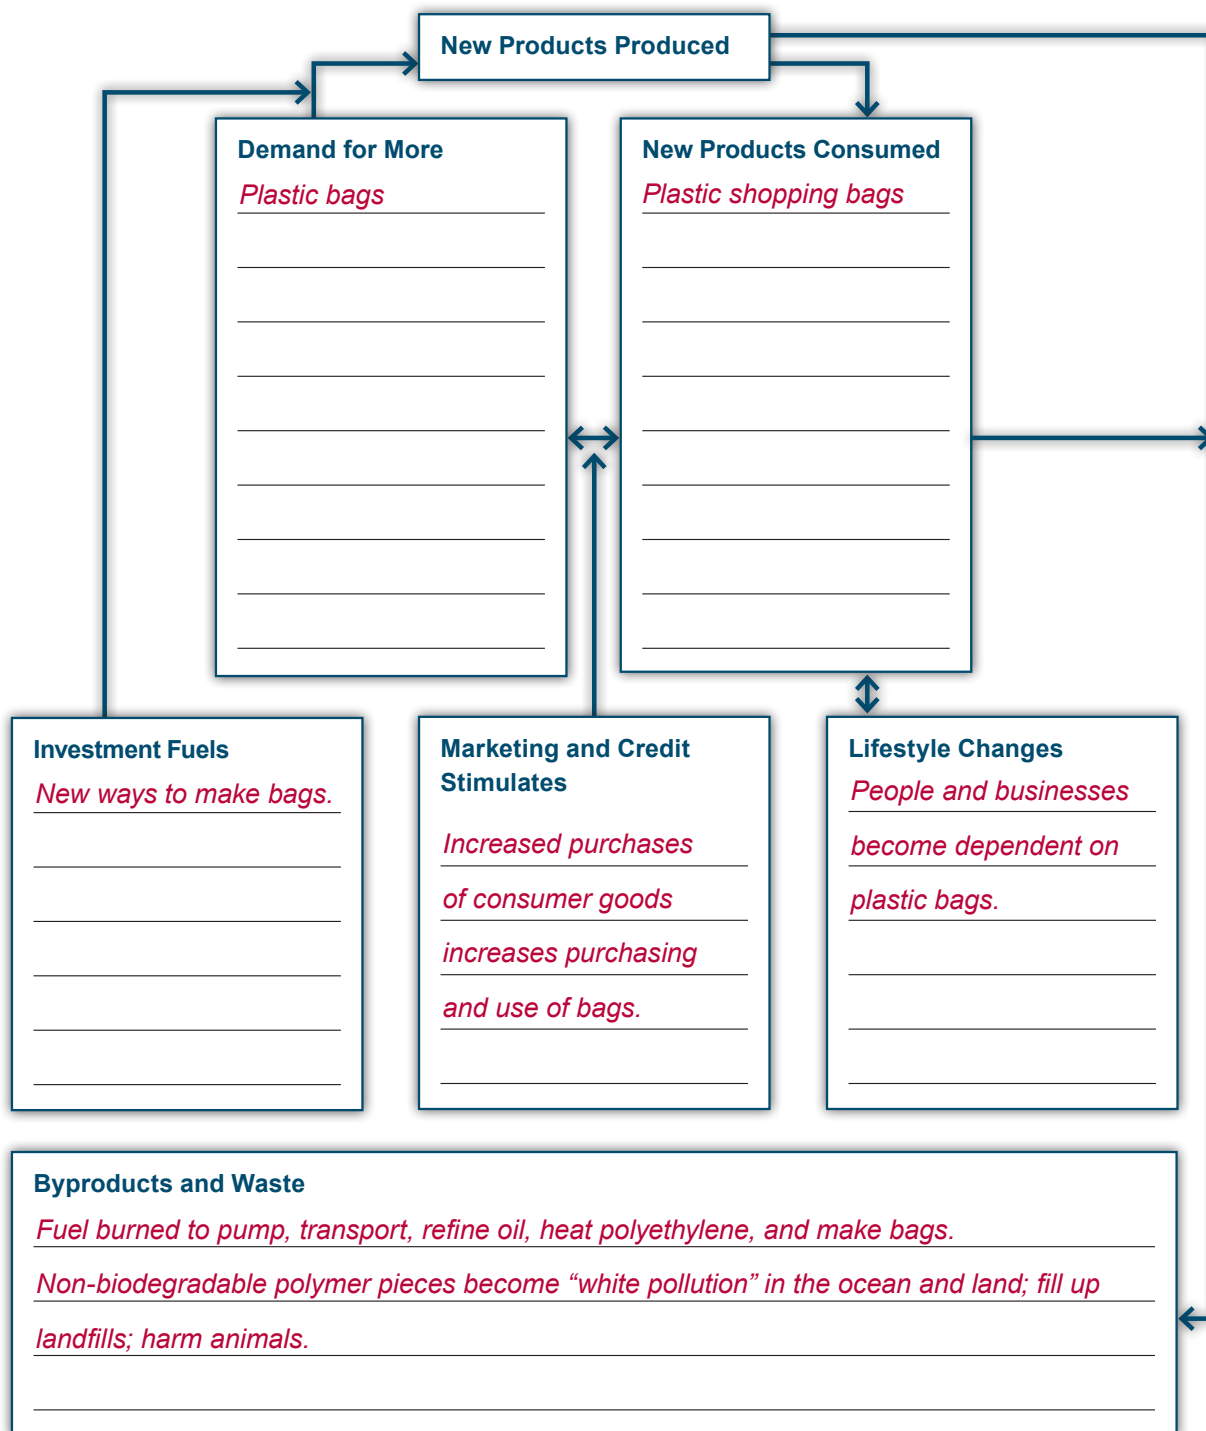 New Products Produced
Demand for More
Plastic bags
New Products Consumed
Plastic shopping bags
Investment Fuels
New ways to make bags.
Marketing and Credit
Stimulates
Increased purchases
of consumer goods
increases purchasing
and use of bags.
Lifestyle Changes
People and businesses
become dependent on
plastic bags.
Byproducts and Waste
Fuel burned to pump, transport, refine oil, heat polyethylene, and make bags.
Non-biodegradable polymer pieces become “white pollution” in the ocean and land; fill up
landfills; harm animals.